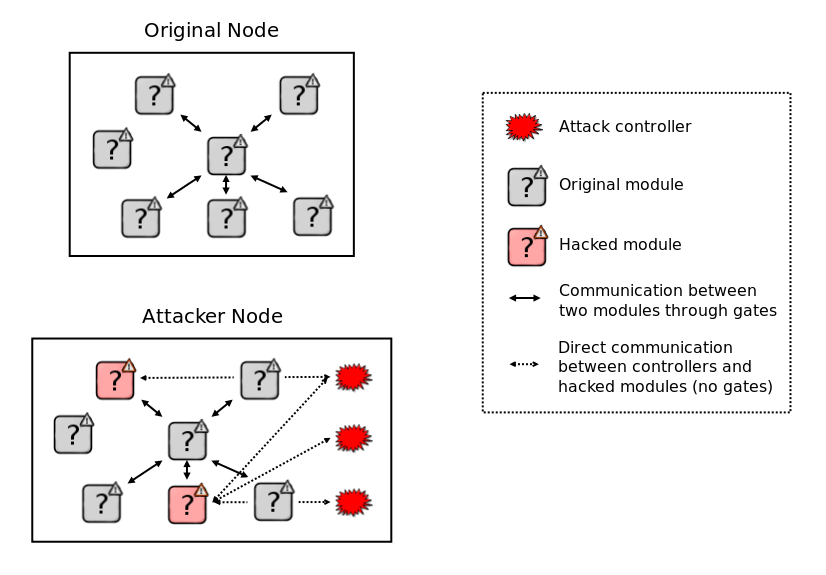 Original Node
?
?
?
?
?
?
?
Attacker Node
?
?
?
?
?
?
?
Attack controller
? Original module
? Hacked module
Communication between
two modules through gates
Direct communication
between controllers and
hacked modules (no gates)